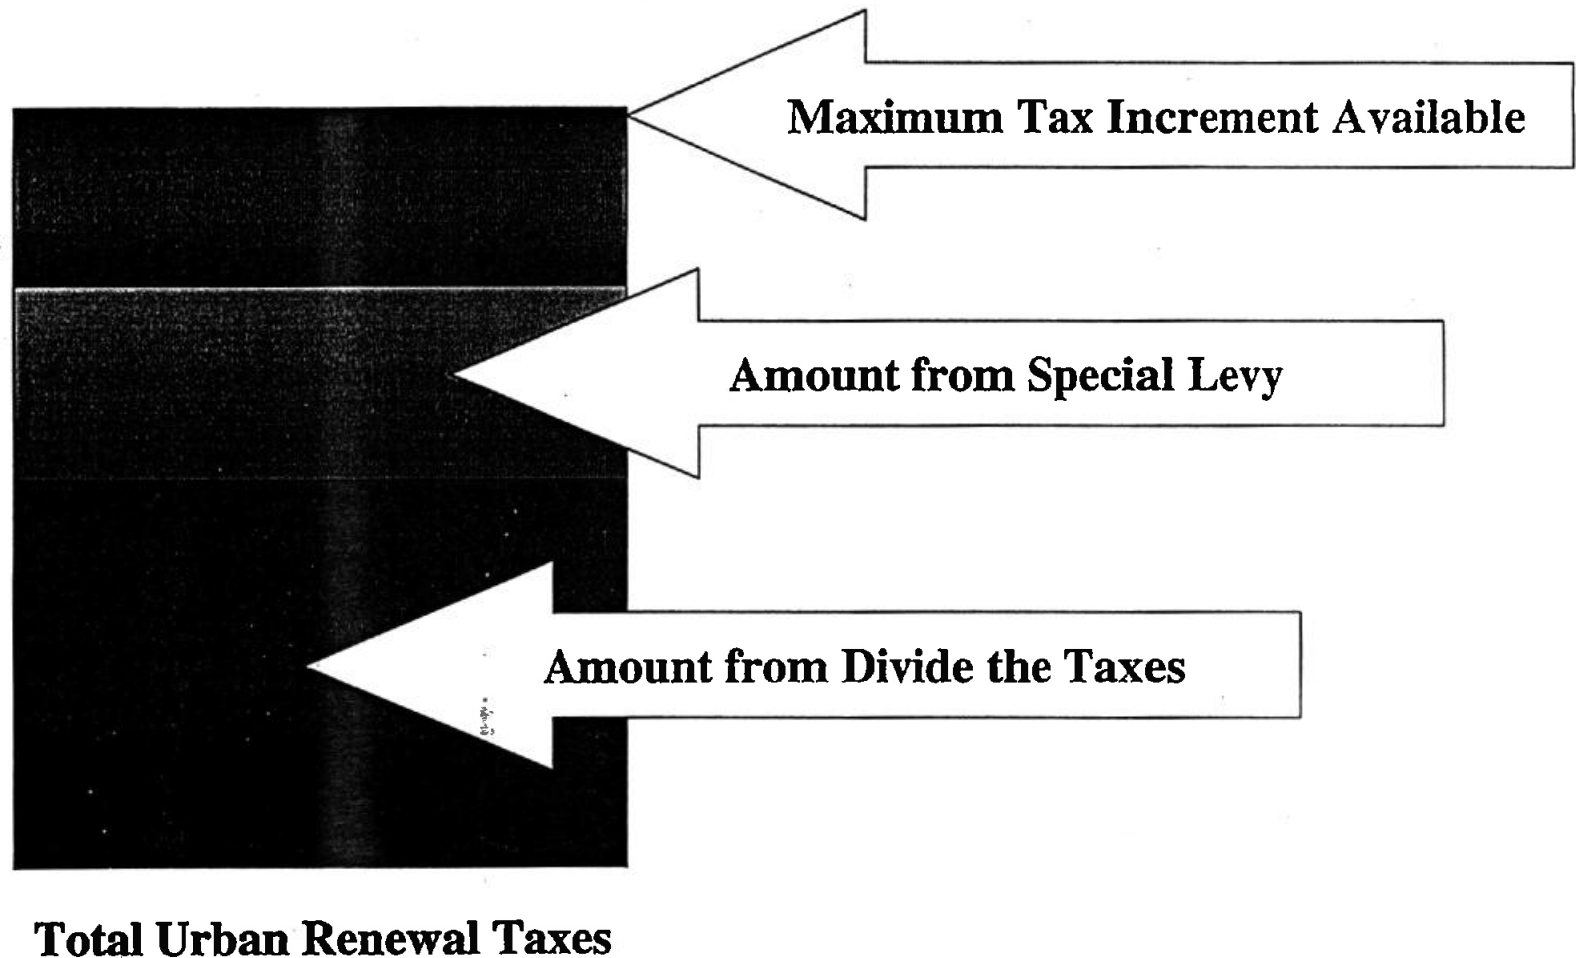 Maximum Tax Increment Available
Amount from Special Levy
Amount from Divide the Taxes
Total Urban Renewal Taxes